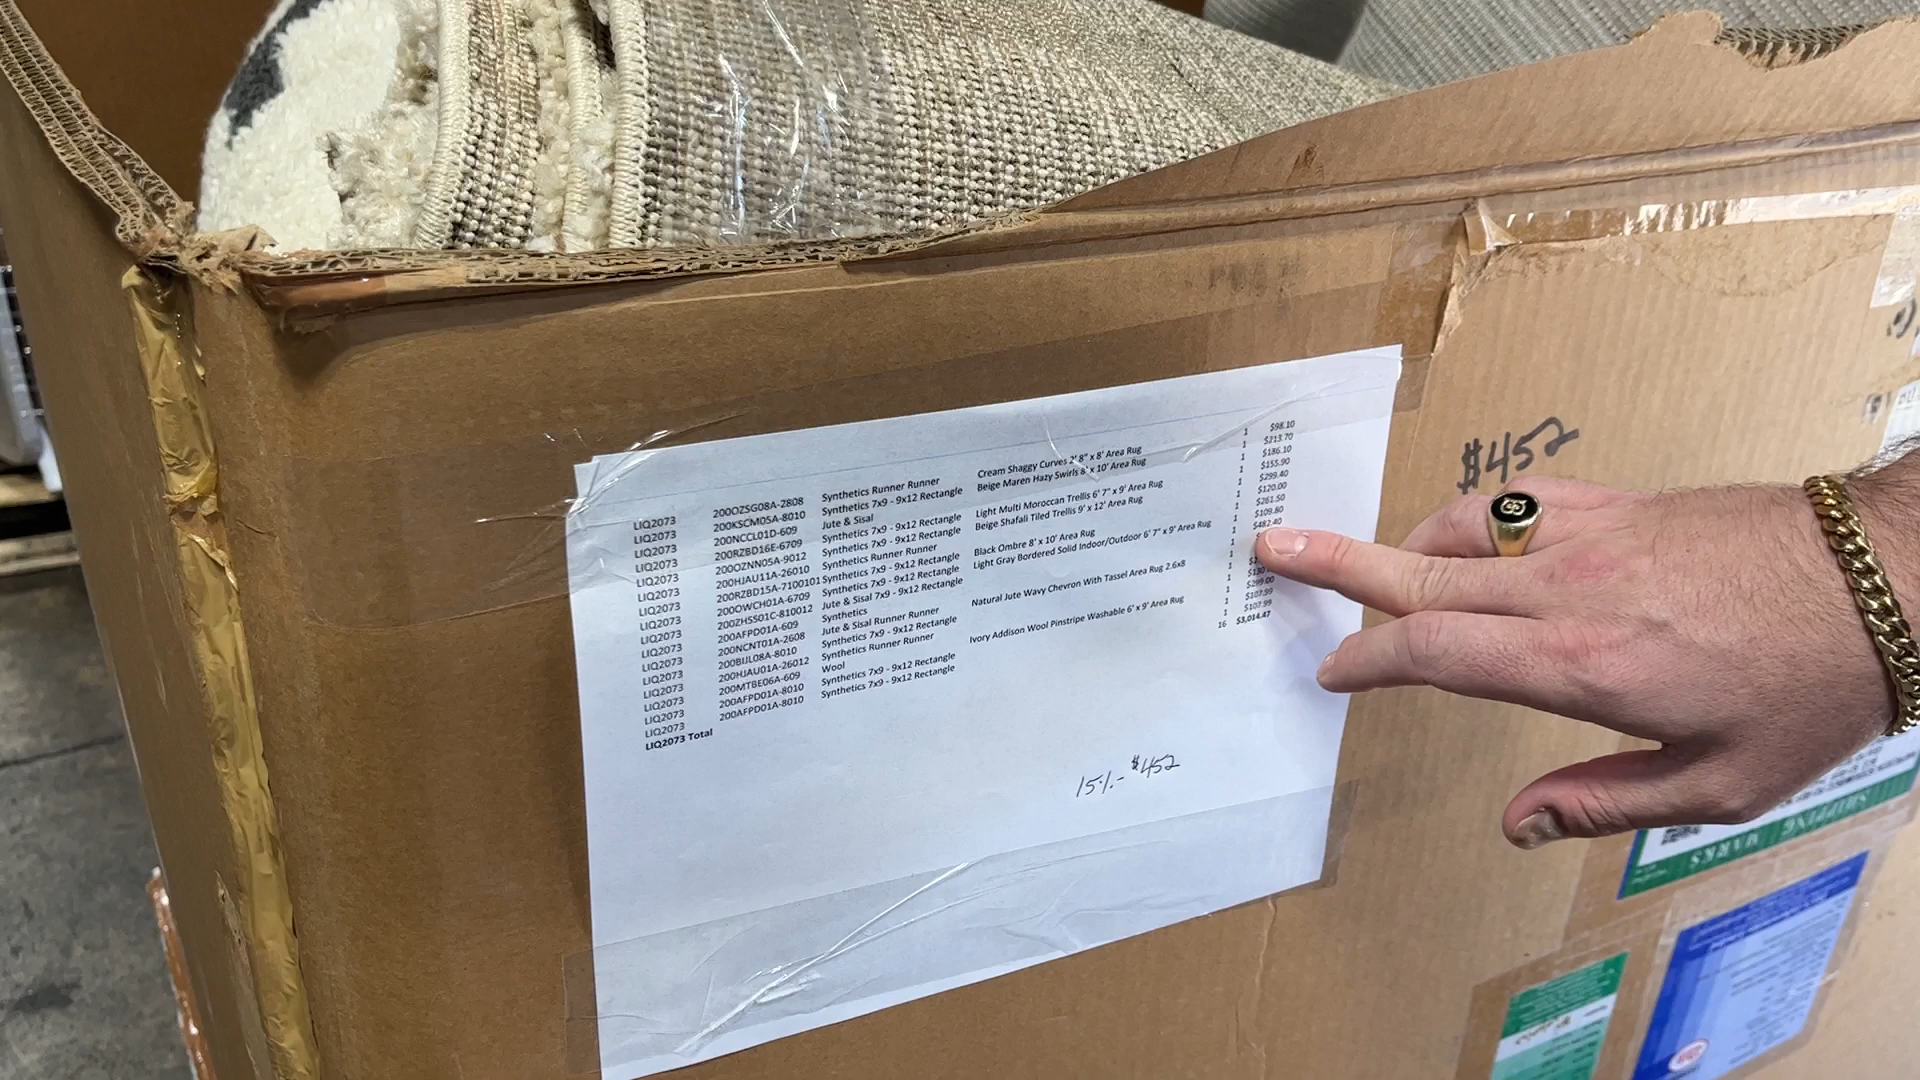 LIQ2073 200OZSG08A-2808 Synthetics Runner Runner Cream Shaggy Curves 2' 8" x 8' Area Rug 1 $98.10
LIQ2073 200KSCM05A-8010 Synthetics 7x9 - 9x12 Rectangle Beige Maren Hazy Swirls 8' x 10' Area Rug 1 $213.70
LIQ2073 200NCCL01D-609 Jute & Sisal 1 $186.10
LIQ2073 200RZBD16E-6709 Synthetics 7x9 - 9x12 Rectangle Light Multi Moroccan Trellis 6' 7" x 9' Area Rug 1 $155.90
LIQ2073 200OZNN05A-9012 Synthetics 7x9 - 9x12 Rectangle Beige Shafali Tiled Trellis 9' x 12' Area Rug 1 $299.40
LIQ2073 200HJAU11A-26010 Synthetics Runner Runner 1 $120.00
LIQ2073 200RZBD15A-7100101 Synthetics 7x9 - 9x12 Rectangle Black Ombre 8' x 10' Area Rug 1 $261.50
LIQ2073 200OWCH01A-6709 Synthetics 7x9 - 9x12 Rectangle Light Gray Bordered Solid Indoor/Outdoor 6' 7" x 9' Area Rug 1 $109.80
LIQ2073 200ZHSS01C-810012 Jute & Sisal 7x9 - 9x12 Rectangle 1 $482.40
LIQ2073 200AFPD01A-609 Synthetics 1
LIQ2073 200NCNT01A-2608 Jute & Sisal Runner Runner Natural Jute Wavy Chevron With Tassel Area Rug 2.6x8 1
LIQ2073 200BIJL08A-8010 Synthetics 7x9 - 9x12 Rectangle 1
LIQ2073 200HJAU01A-26012 Synthetics Runner Runner 1
LIQ2073 200MTBE06A-609 Wool Ivory Addison Wool Pinstripe Washable 6' x 9' Area Rug 1 $299.00
LIQ2073 200AFPD01A-8010 Synthetics 7x9 - 9x12 Rectangle 1 $107.99
LIQ2073 200AFPD01A-8010 Synthetics 7x9 - 9x12 Rectangle 1 $107.99
LIQ2073 Total 16 $3,014.47
15%- $452
$452
SHIPPING MARKS